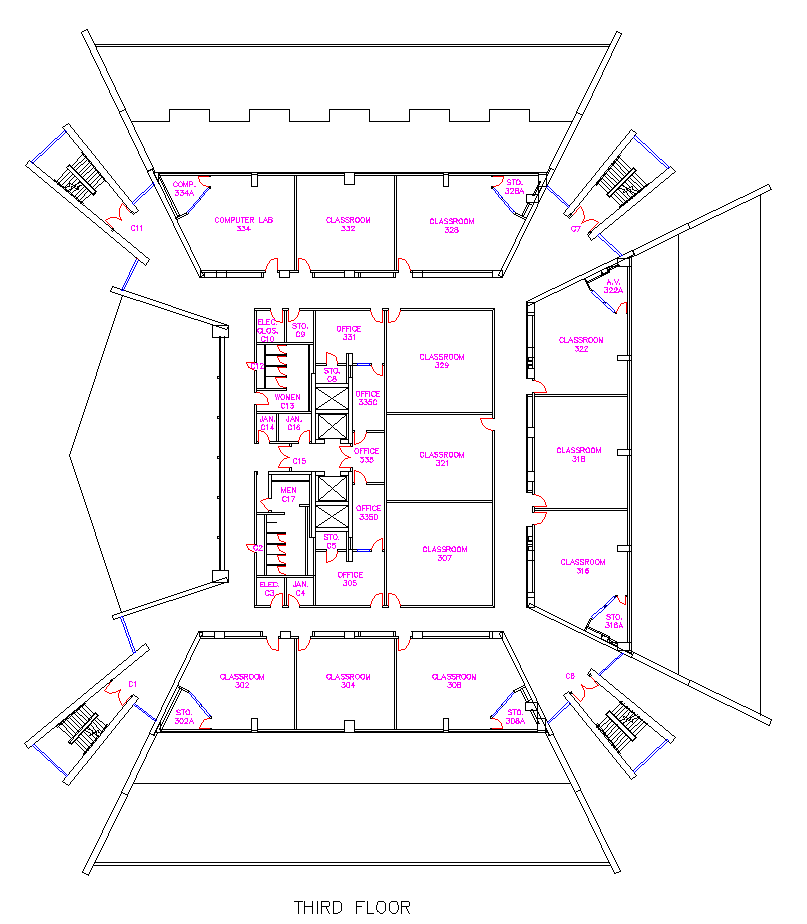 COMP.
334A
STO.
328A
COMPUTER LAB
334
CLASSROOM
332
CLASSROOM
328
C11
C7
A.V.
322A
ELEC.
CLOS.
C10
STO.
C9
OFFICE
331
CLASSROOM
329
CLASSROOM
322
C12
STO.
C8
WOMEN
C13
OFFICE
335C
JAN.
C14
JAN.
C16
C15
OFFICE
335
CLASSROOM
321
CLASSROOM
318
MEN
C17
OFFICE
335D
C2
STO.
C5
CLASSROOM
307
OFFICE
305
CLASSROOM
316
ELEC.
C3
JAN.
C4
STO.
316A
C1
CLASSROOM
302
CLASSROOM
304
CLASSROOM
308
C6
STO.
302A
STO.
308A
THIRD FLOOR